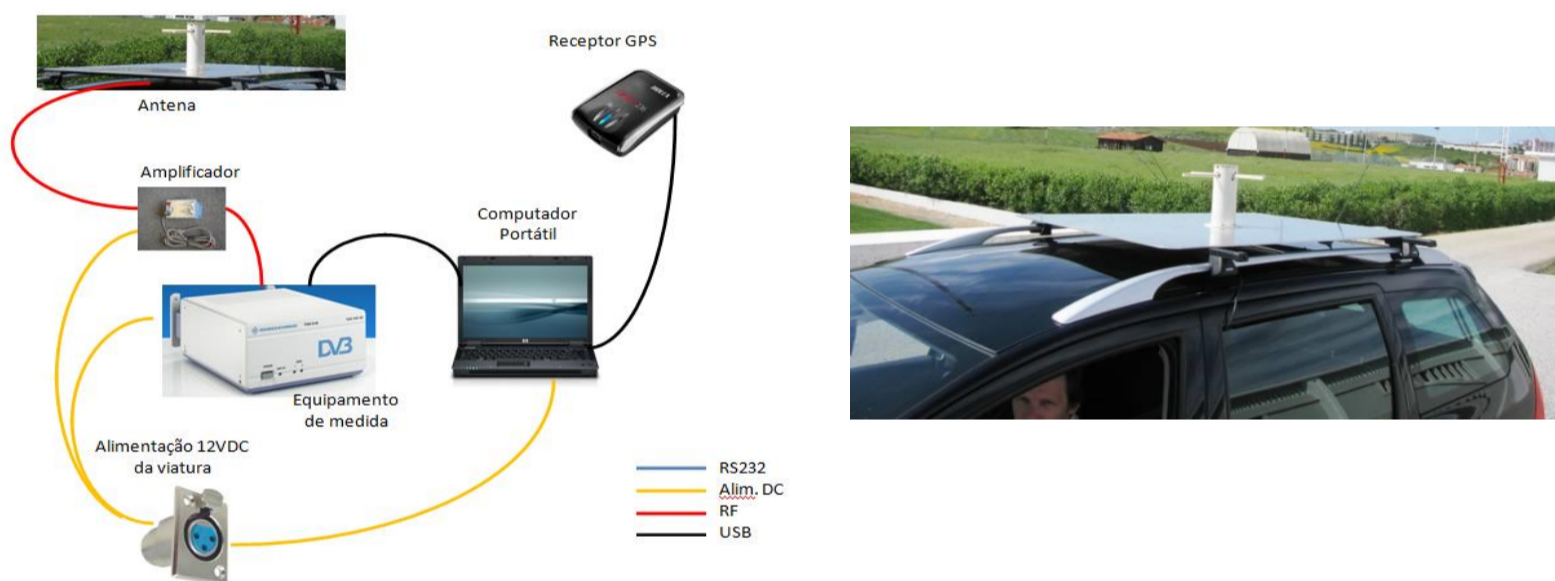 Receptor GPS
Antena
Amplificador
Computador
Portátil
DVB
Equipamento
de medida
Alimentação 12VDC
da viatura
RS232
Alim. DC
RF
USB